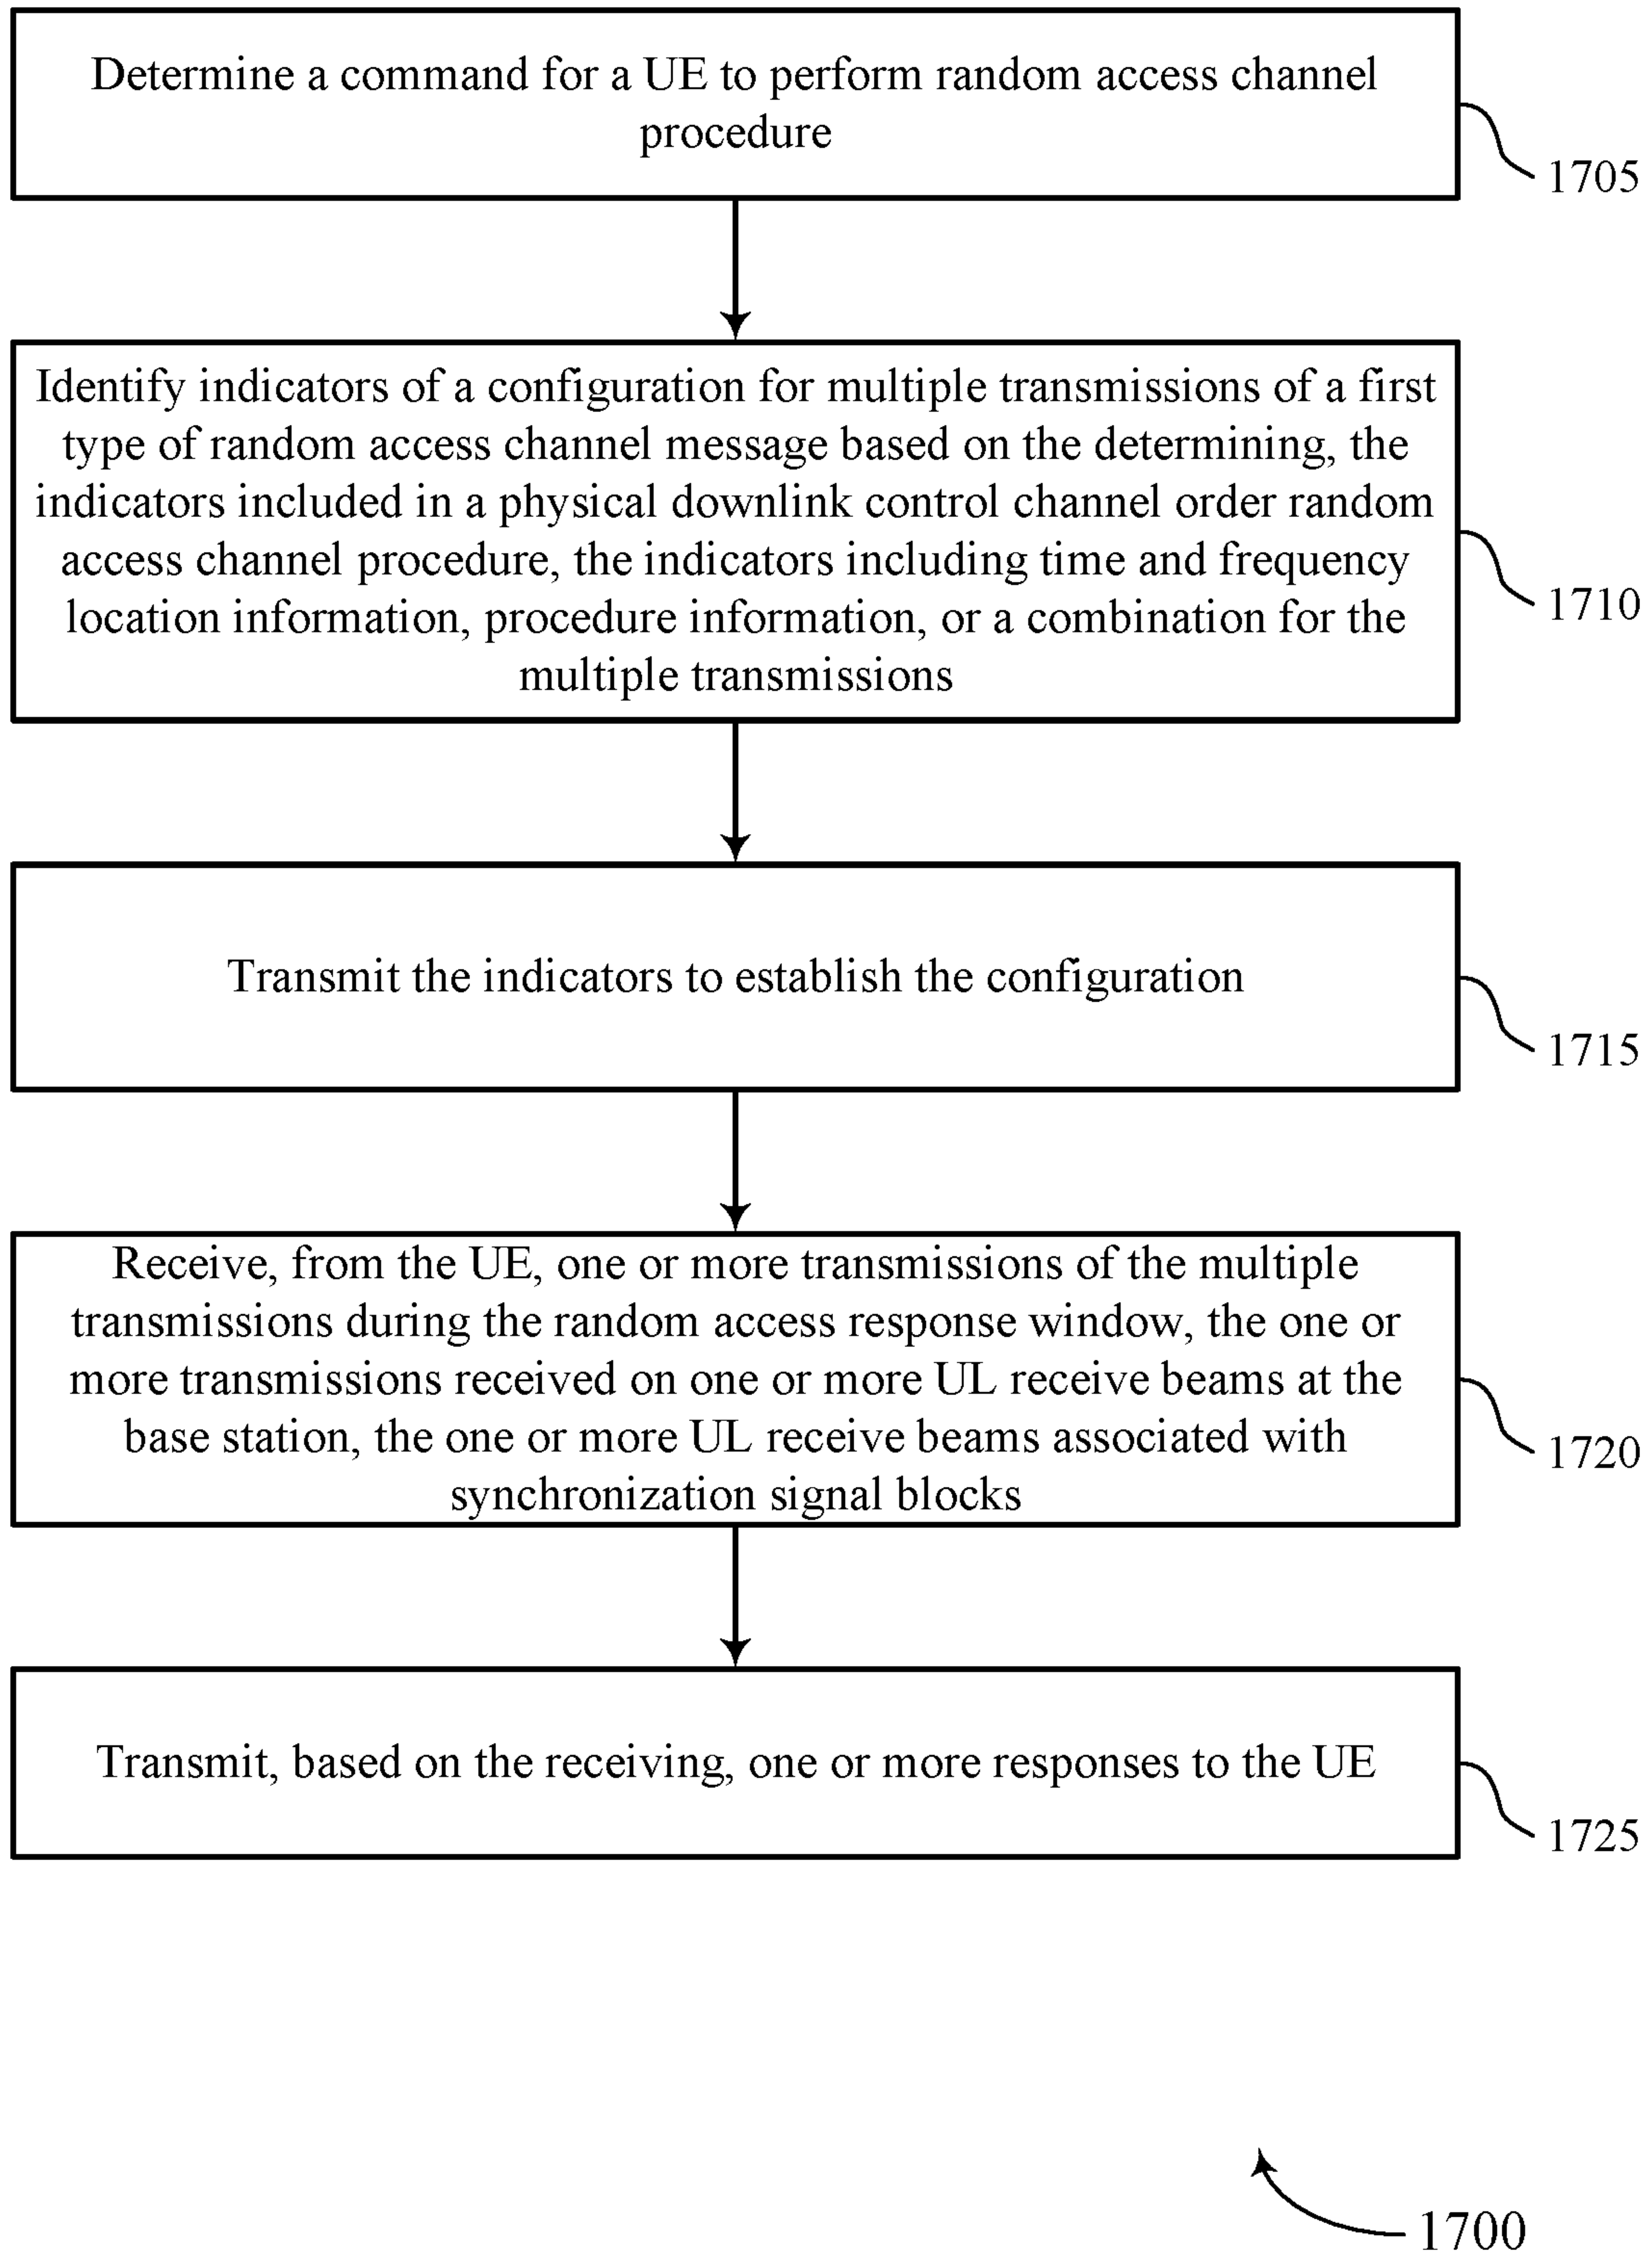 Determine a command for a UE to perform random access channel
procedure
1705
Identify indicators of a configuration for multiple transmissions of a first
type of random access channel message based on the determining, the
indicators included in a physical downlink control channel order random
access channel procedure, the indicators including time and frequency
location information, procedure information, or a combination for the
multiple transmissions
1710
Transmit the indicators to establish the configuration
1715
Receive, from the UE, one or more transmissions of the multiple
transmissions during the random access response window, the one or
more transmissions received on one or more UL receive beams at the
base station, the one or more UL receive beams associated with
synchronization signal blocks
1720
Transmit, based on the receiving, one or more responses to the UE
1725
1700